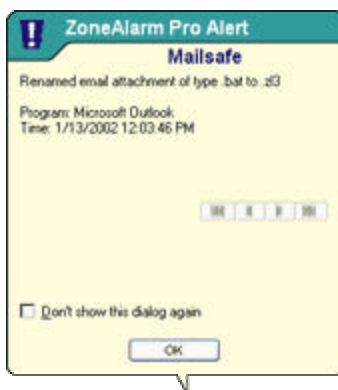 ZoneAlarm Pro Alert
Mailsafe
Renamed email attachment of type .bat to .zl3
Program: Microsoft Outlook
Time: 1/13/2002 12:03:46 PM
Don't show this dialog again
OK